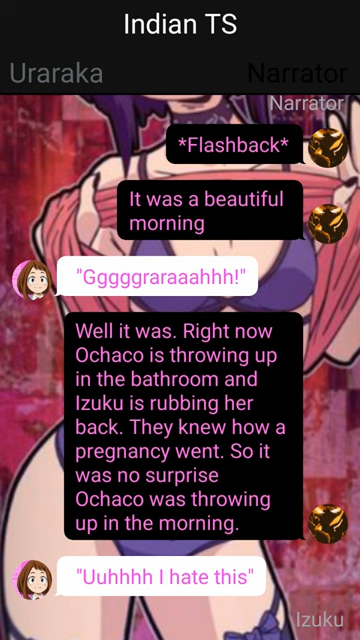 Indian TS
Uraraka
Narrator
Narrator
*Flashback*
It was a beautiful
morning
"Gggggraraaahhh!"
Well it was. Right now
Ochaco is throwing up
in the bathroom and
Izuku is rubbing her
back. They knew how a
pregnancy went. So it
was no surprise
Ochaco was throwing
up in the morning.
"Uuhhhh I hate this"
Izuku